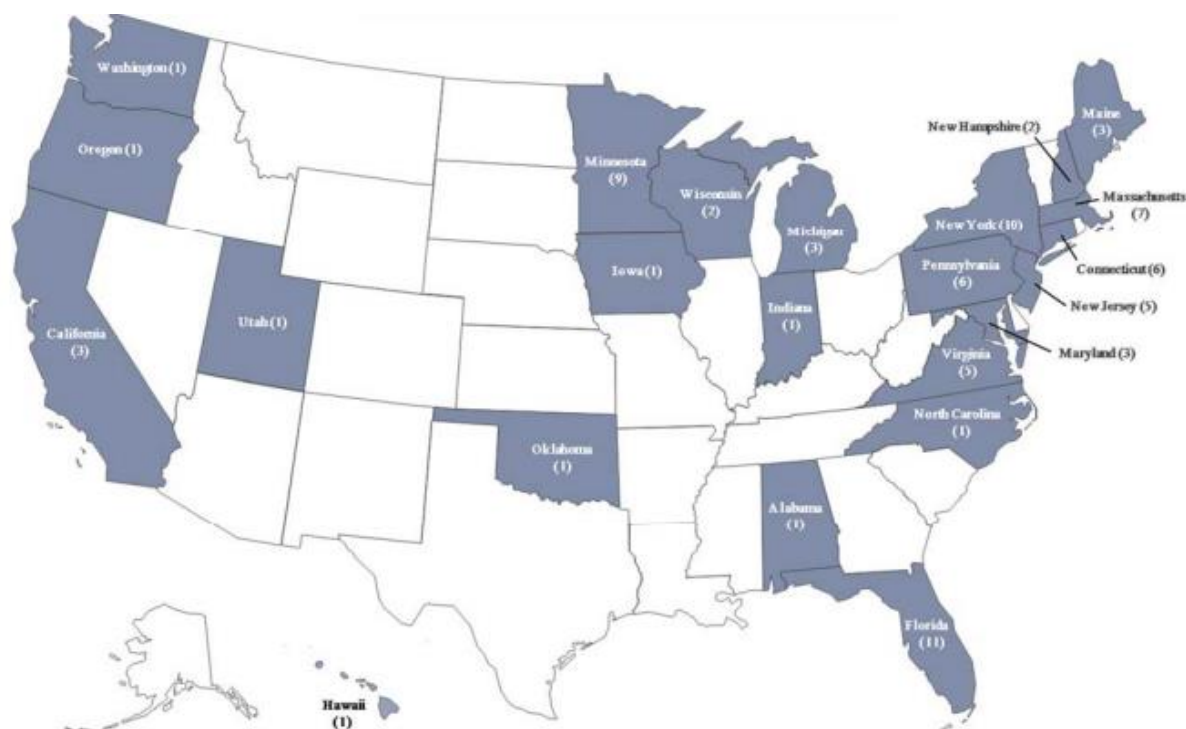 Washington (1)
Oregon (1)
California
(3)
Utah (1)
Minnesota
(9)
Wisconsin
(2)
Iowa (1)
Michigan
(3)
Indiana
(1)
Oklahoma
(1)
Alabama
(1)
Florida
(11)
North Carolina
(1)
Virginia
(5)
Maryland (3)
New Jersey (5)
Pennsylvania
(6)
Connecticut (6)
New York (10)
Massachusetts
(7)
New Hampshire (2)
Maine
(3)
Hawaii
(1)